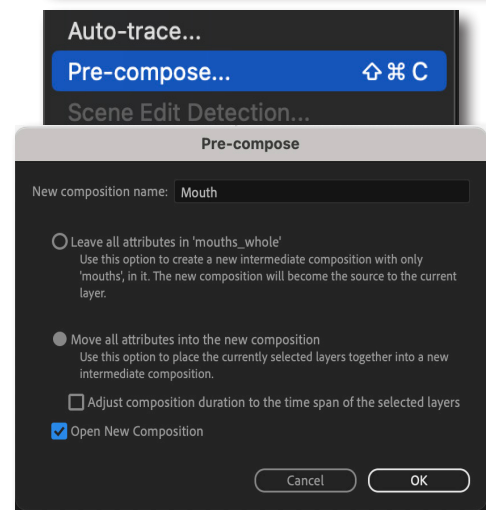 Auto-trace...
Pre-compose... ⇧ ⌘ C
Scene Edit Detection...
Pre-compose
New composition name: Mouth
Leave all attributes in 'mouths_whole'
Use this option to create a new intermediate composition with only
'mouths', in it. The new composition will become the source to the current
layer.
Move all attributes into the new composition
Use this option to place the currently selected layers together into a new
intermediate composition.
Adjust composition duration to the time span of the selected layers
Open New Composition
Cancel OK